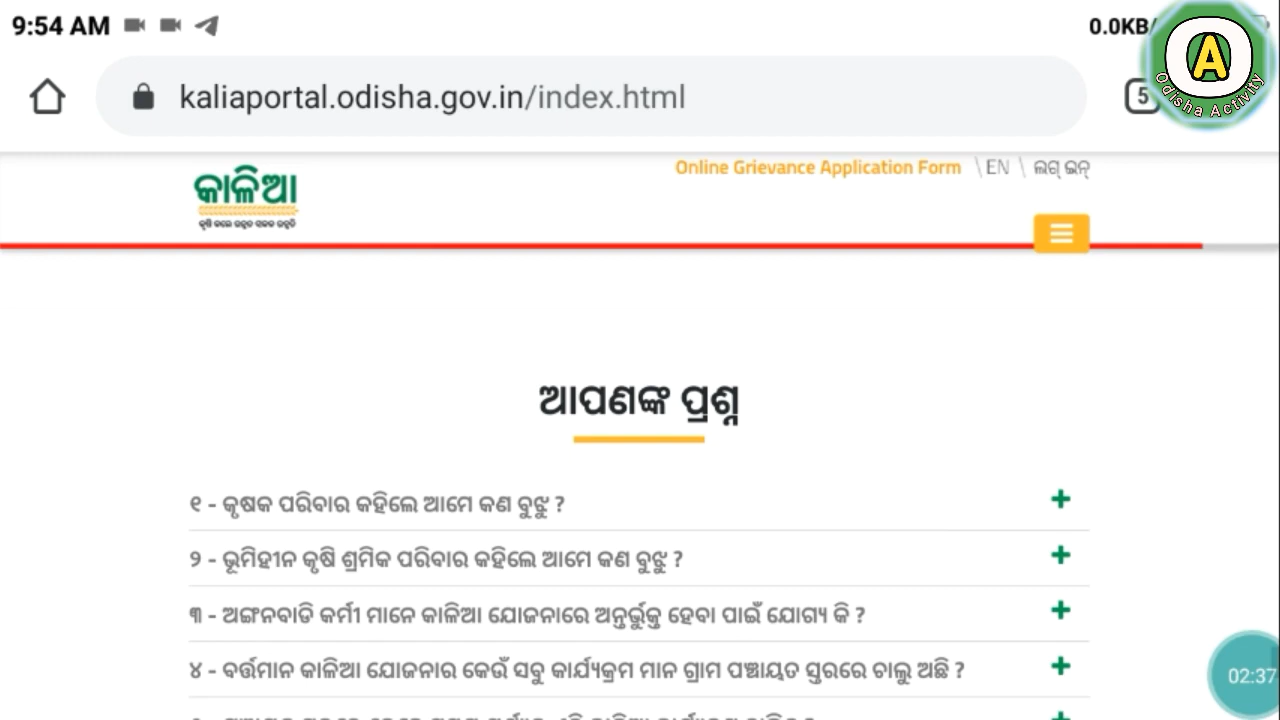 9:54 AM
0.0KB/
kaliaportal.odisha.gov.in/index.html
5
A
Odisha Activity
କାଳିଆ
Online Grievance Application Form \ EN \ ଲଗ୍ ଇନ୍
ଆପଣଙ୍କ ପ୍ରଶ୍ନ
୧ - କୃଷକ ପରିବାର କହିଲେ ଆମେ କଣ ବୁଝୁ ?
୨ - ଭୂମିହୀନ କୃଷି ଶ୍ରମିକ ପରିବାର କହିଲେ ଆମେ କଣ ବୁଝୁ ?
୩ - ଅଙ୍ଗନବାଡି କର୍ମୀ ମାନେ କାଳିଆ ଯୋଜନାରେ ଅନ୍ତର୍ଭୁକ୍ତ ହେବା ପାଇଁ ଯୋଗ୍ୟ କି ?
୪ - ବର୍ତ୍ତମାନ କାଳିଆ ଯୋଜନାର କେଉଁ ସବୁ କାର୍ଯ୍ୟକ୍ରମ ମାନ ଗ୍ରାମ ପଞ୍ଚାୟତ ସ୍ତରରେ ଚାଲୁ ଅଛି ?
02:37